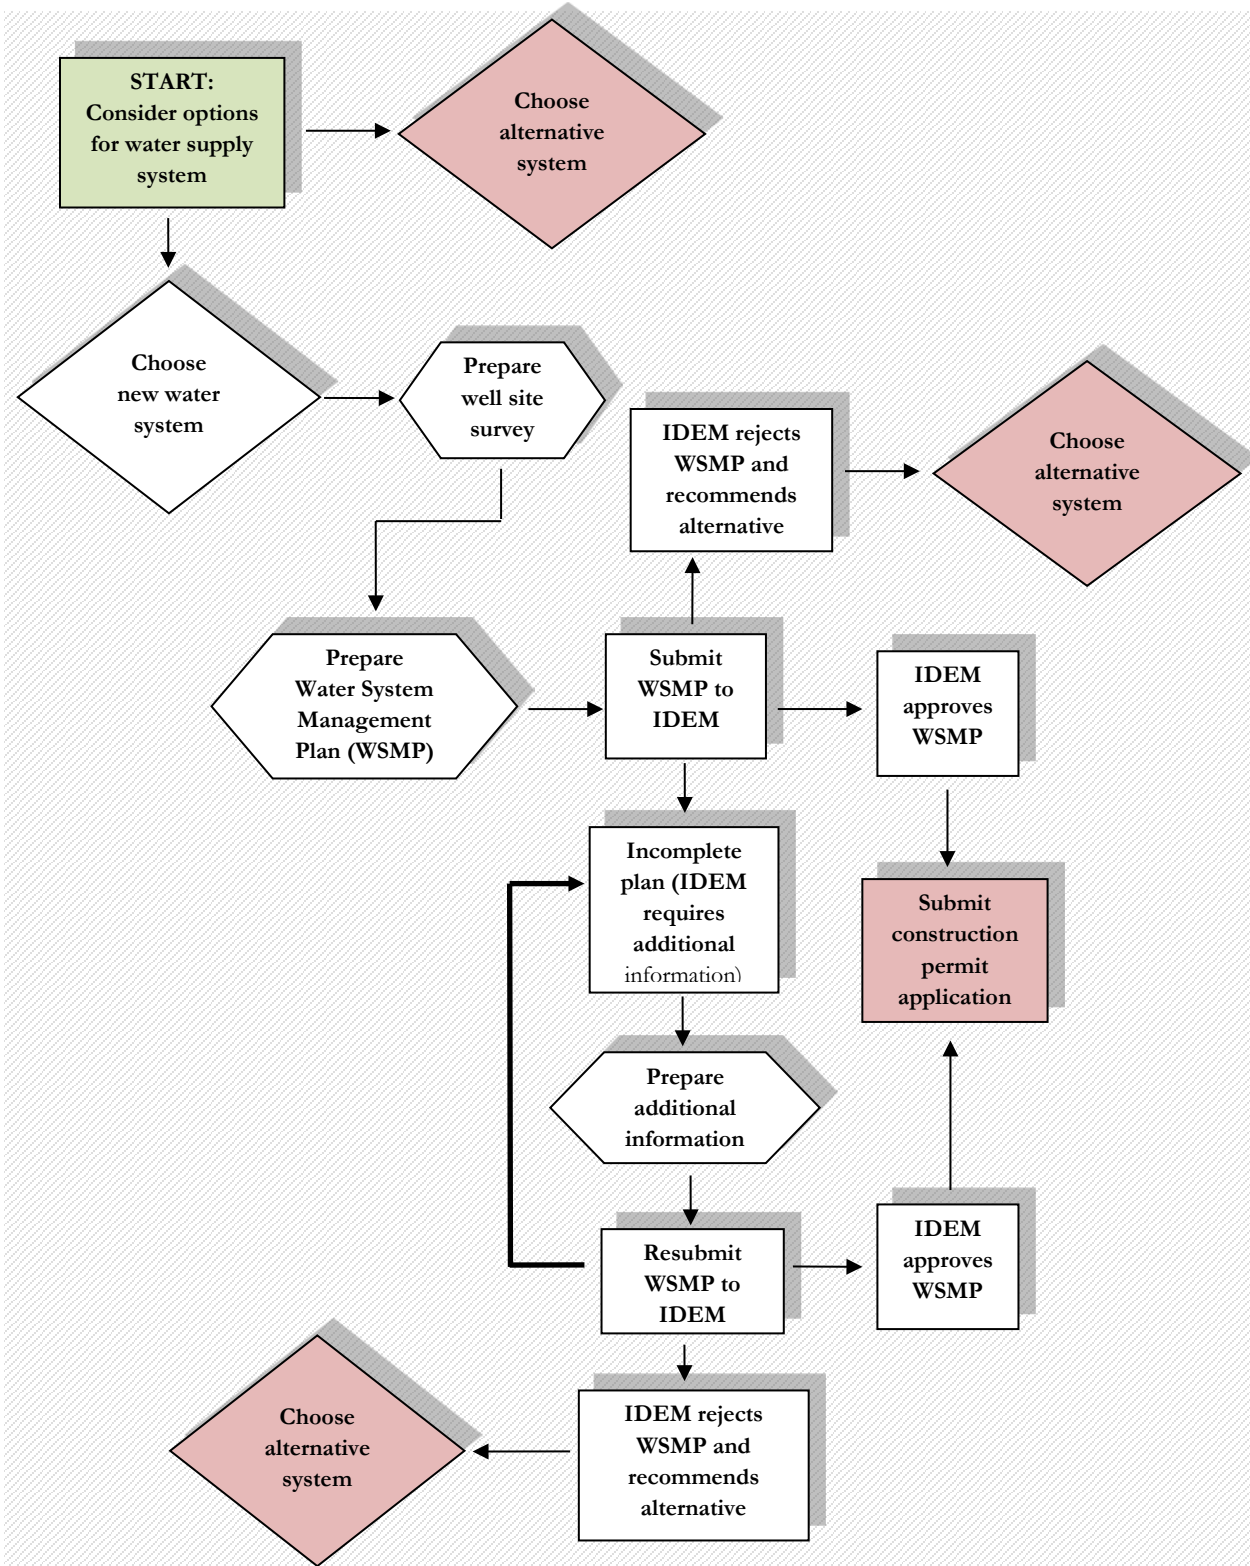 START:
Consider options
for water supply
system
Choose
alternative
system
Choose
new water
system
Prepare
well site
survey
IDEM rejects
WSMP and
recommends
alternative
Choose
alternative
system
Prepare
Water System
Management
Plan (WSMP)
Submit
WSMP to
IDEM
IDEM
approves
WSMP
Incomplete
plan (IDEM
requires
additional
information)
Submit
construction
permit
application
Prepare
additional
information
Resubmit
WSMP to
IDEM
IDEM
approves
WSMP
Choose
alternative
system
IDEM rejects
WSMP and
recommends
alternative